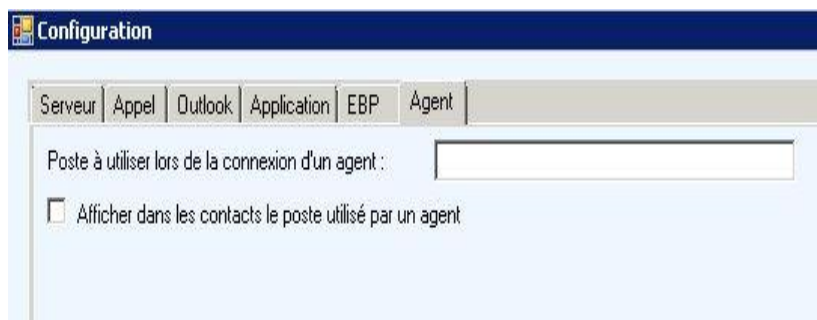 Configuration
Serveur Appel Outlook Application EBP Agent
Poste à utiliser lors de la connexion d'un agent :
Afficher dans les contacts le poste utilisé par un agent